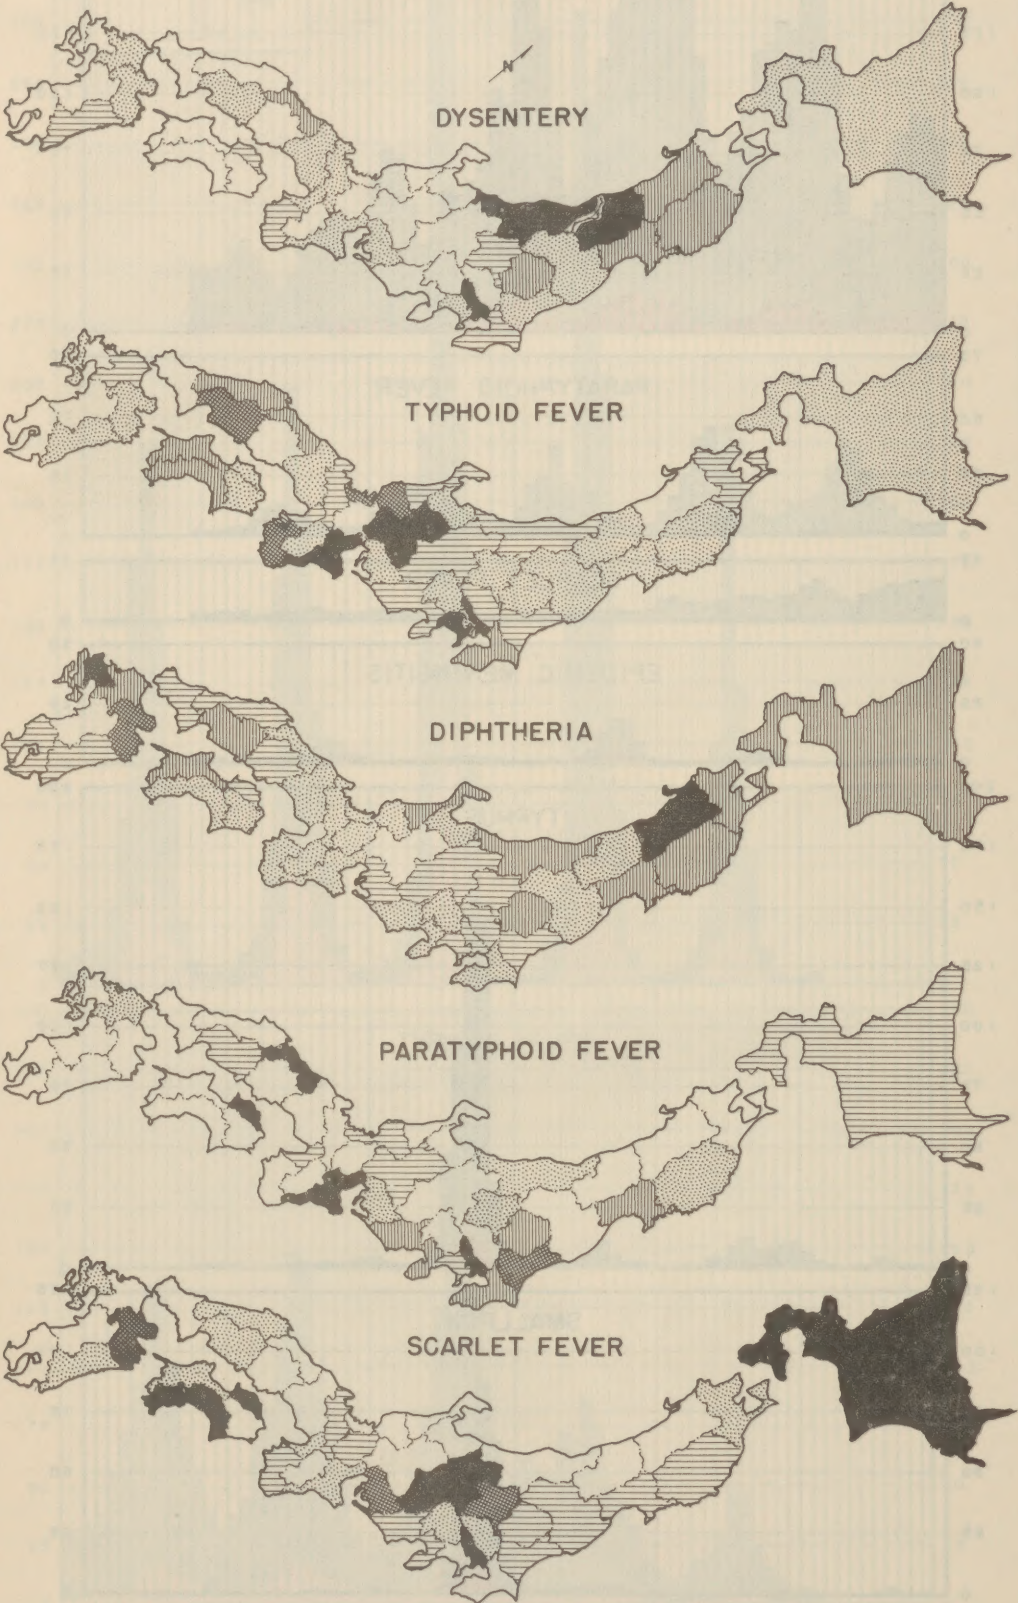 N
DYSENTERY
TYPHOID FEVER
DIPHTHERIA
PARATYPHOID FEVER
SCARLET FEVER